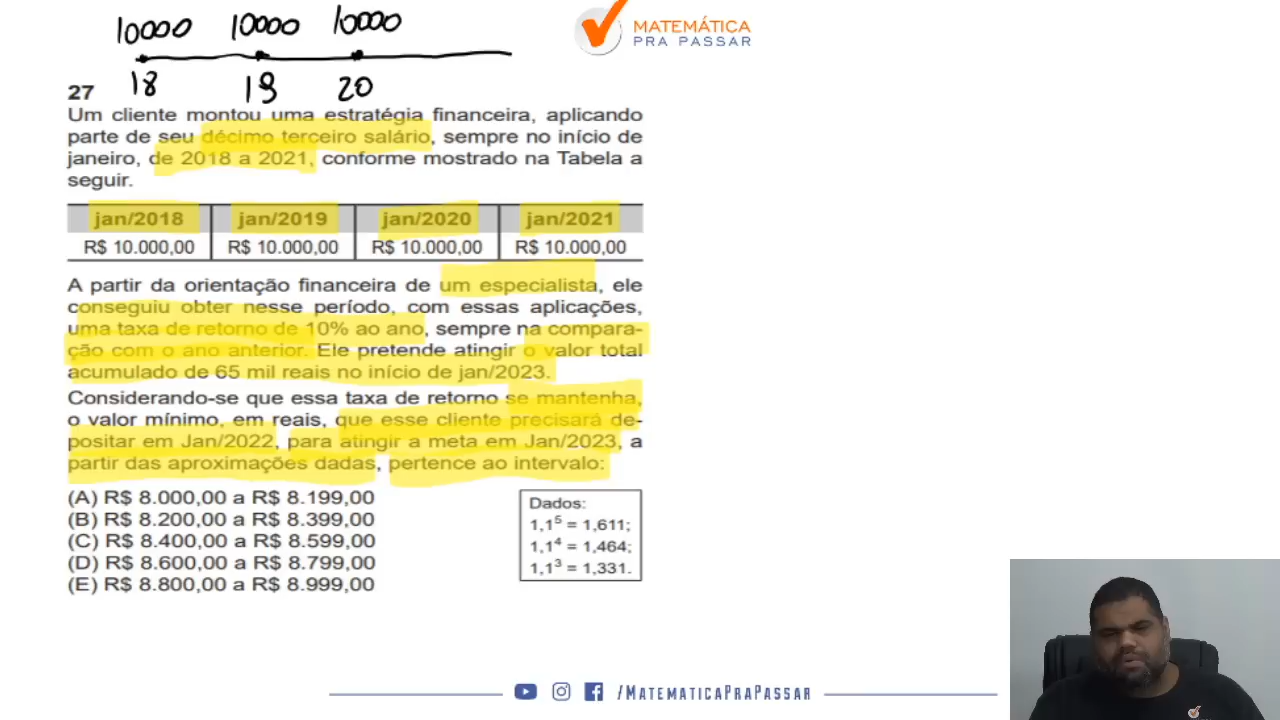 10000 10000 10000
18 19 20
MATEMÁTICA
PRA PASSAR
27
Um cliente montou uma estratégia financeira, aplicando
parte de seu décimo terceiro salário, sempre no início de
janeiro, de 2018 a 2021, conforme mostrado na Tabela a
seguir.
jan/2018 jan/2019 jan/2020 jan/2021
R$ 10.000,00 R$ 10.000,00 R$ 10.000,00 R$ 10.000,00
A partir da orientação financeira de um especialista, ele
conseguiu obter nesse período, com essas aplicações,
uma taxa de retorno de 10% ao ano, sempre na compara-
ção com o ano anterior. Ele pretende atingir o valor total
acumulado de 65 mil reais no início de jan/2023.
Considerando-se que essa taxa de retorno se mantenha,
o valor mínimo, em reais, que esse cliente precisará de-
positar em Jan/2022, para atingir a meta em Jan/2023, a
partir das aproximações dadas, pertence ao intervalo:
(A) R$ 8.000,00 a R$ 8.199,00
(B) R$ 8.200,00 a R$ 8.399,00
(C) R$ 8.400,00 a R$ 8.599,00
(D) R$ 8.600,00 a R$ 8.799,00
(E) R$ 8.800,00 a R$ 8.999,00
Dados:
1,1⁵ = 1,611;
1,1⁴ = 1,464;
1,1³ = 1,331.
/MATEMATICAPRAPASSAR